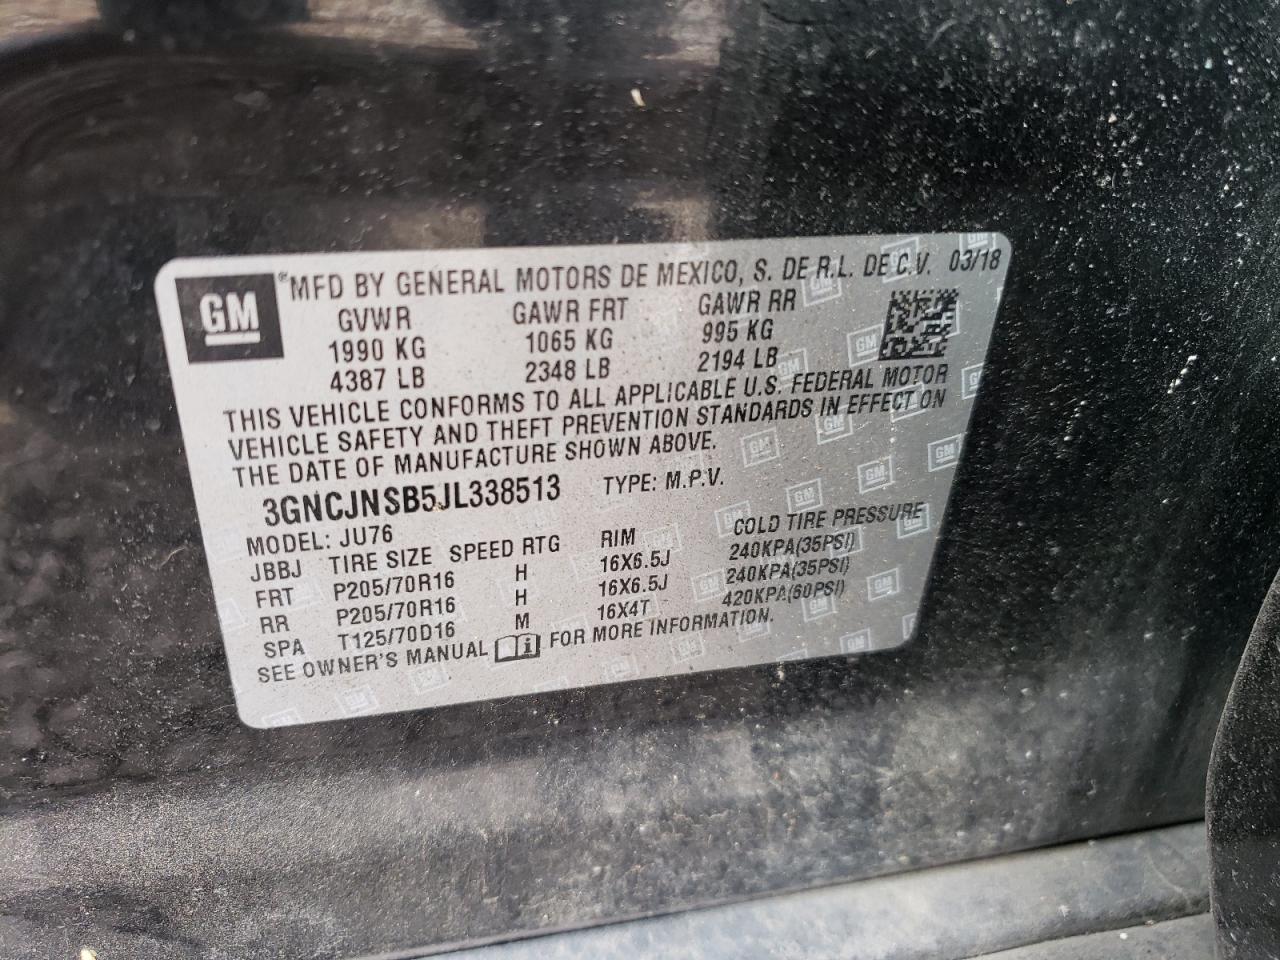 GM
MFD BY GENERAL MOTORS DE MEXICO, S. DE R.L. DE C.V. 03/18
GVWR GAWR FRT GAWR RR
1990 KG 1065 KG 995 KG
4387 LB 2348 LB 2194 LB
THIS VEHICLE CONFORMS TO ALL APPLICABLE U.S. FEDERAL MOTOR
VEHICLE SAFETY AND THEFT PREVENTION STANDARDS IN EFFECT ON
THE DATE OF MANUFACTURE SHOWN ABOVE.
3GNCJNSB5JL338513 TYPE: M.P.V.
MODEL: JU76
JBBJ TIRE SIZE SPEED RTG RIM COLD TIRE PRESSURE
FRT P205/70R16 H 16X6.5J 240KPA(35PSI)
RR P205/70R16 H 16X6.5J 240KPA(35PSI)
SPA T125/70D16 M 16X4T 420KPA(60PSI)
SEE OWNER'S MANUAL i FOR MORE INFORMATION.